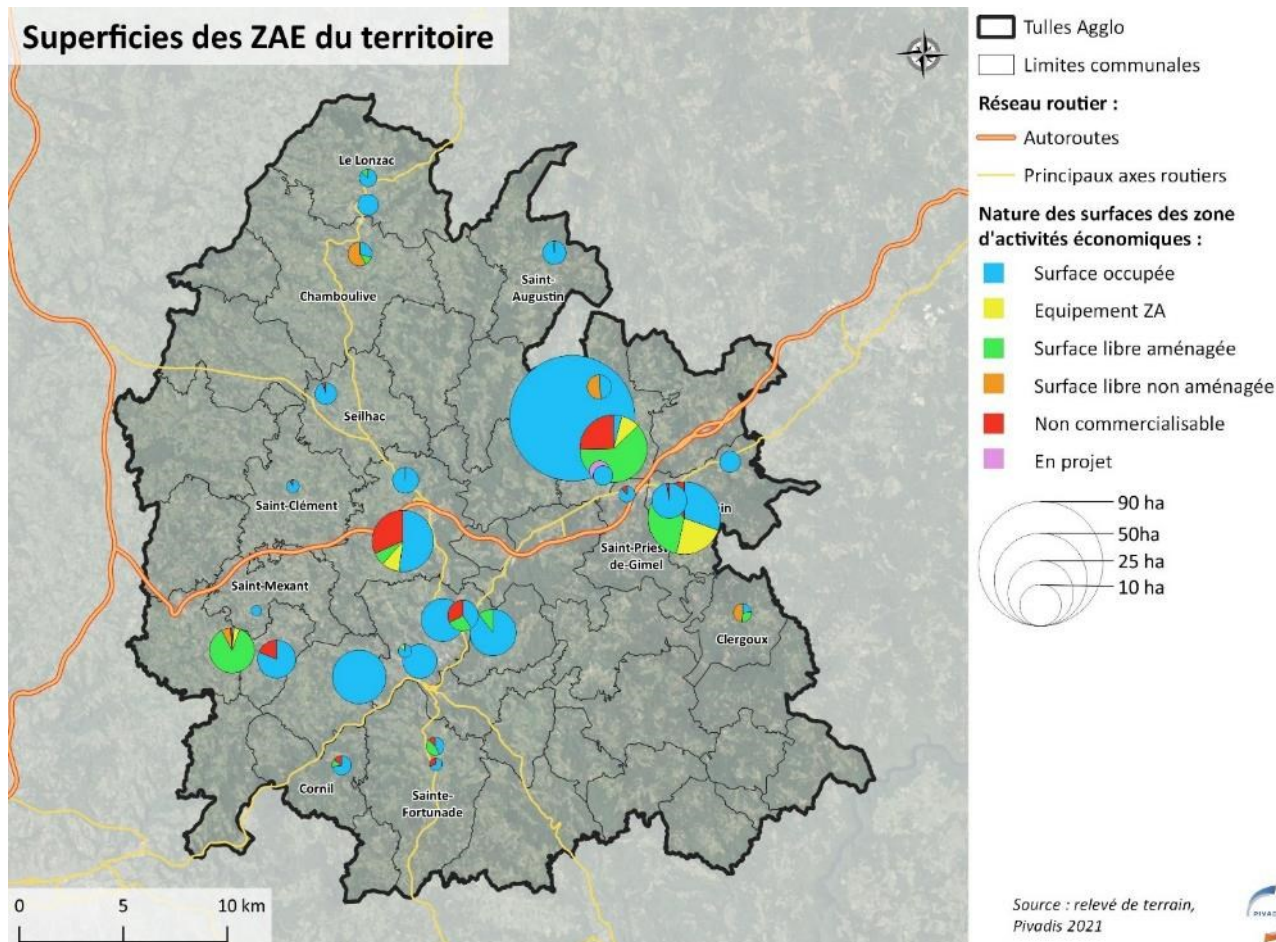 Superficies des ZAE du territoire
Le Lonzac
Chamboulive
Saint-
Augustin
Seilhac
Saint-Clément
Saint-Mexant
Saint-Priest
de-Gimel
Clergoux
Cornil
Sainte-
Fortunade
0 5 10 km
Tulles Agglo
Limites communales
Réseau routier :
Autoroutes
Principaux axes routiers
Nature des surfaces des zone
d'activités économiques :
Surface occupée
Equipement ZA
Surface libre aménagée
Surface libre non aménagée
Non commercialisable
En projet
90 ha
50ha
25 ha
10 ha
Source : relevé de terrain,
Pivadis 2021